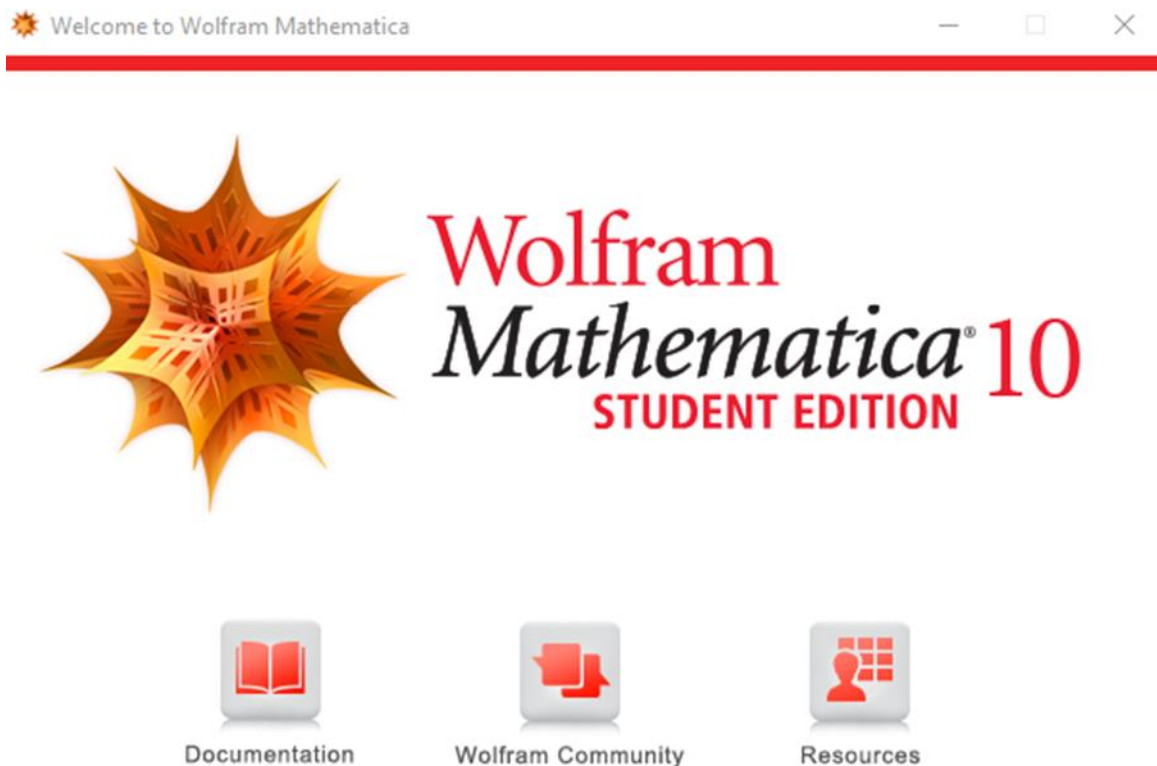 Welcome to Wolfram Mathematica
Wolfram
Mathematica® 10
STUDENT EDITION
Documentation
Wolfram Community
Resources